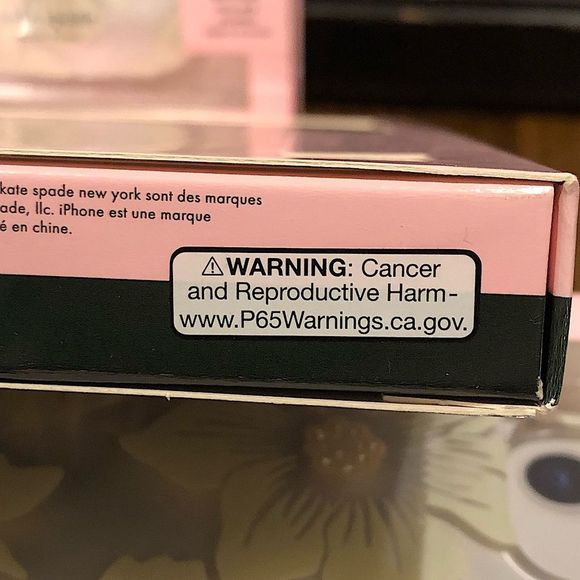 kate spade new york sont des marques
ade, llc. iPhone est une marque
é en chine.
⚠WARNING: Cancer
and Reproductive Harm-
www.P65Warnings.ca.gov.